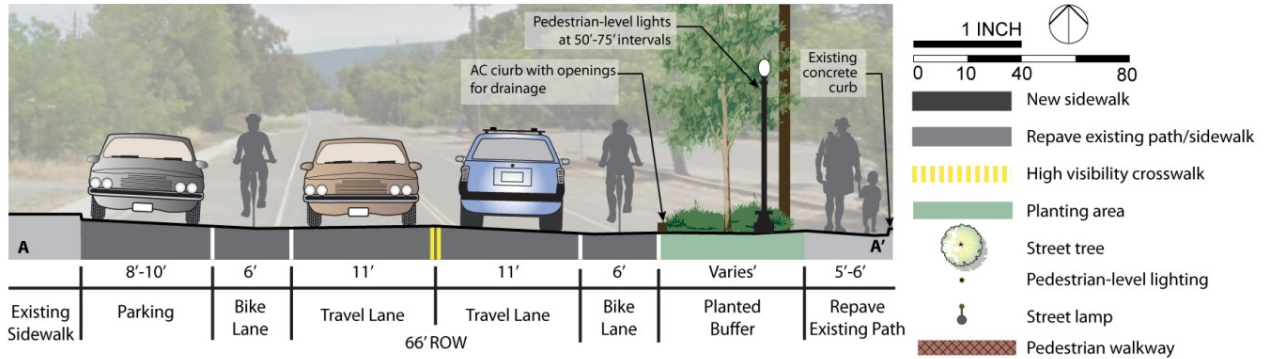 Pedestrian-level lights
at 50'-75' intervals
AC ciurb with openings
for drainage
Existing
concrete
curb
A
A'
8'-10'
6'
11'
11'
6'
Varies'
5'-6'
Existing
Sidewalk
Parking
Bike
Lane
Travel Lane
Travel Lane
Bike
Lane
Planted
Buffer
Repave
Existing Path
66' ROW
1 INCH
0 10 20 40 80
New sidewalk
Repave existing path/sidewalk
High visibility crosswalk
Planting area
Street tree
Pedestrian-level lighting
Street lamp
Pedestrian walkway